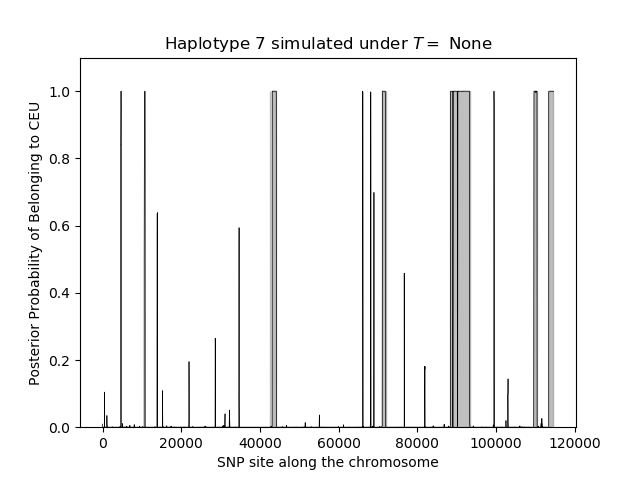 Haplotype 7 simulated under T = None
Posterior Probability of Belonging to CEU
1.0
0.8
0.6
0.4
0.2
0.0
0 20000 40000 60000 80000 100000 120000
SNP site along the chromosome